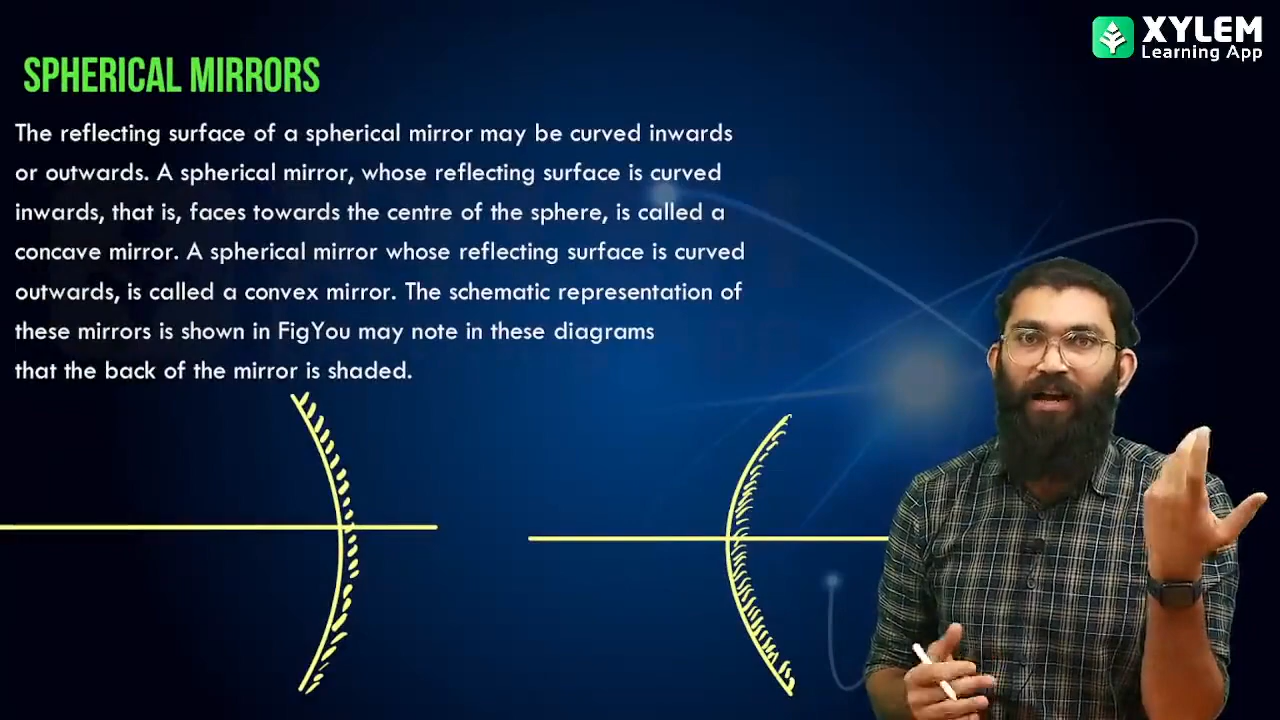 XYLEM
Learning App
SPHERICAL MIRRORS
The reflecting surface of a spherical mirror may be curved inwards
or outwards. A spherical mirror, whose reflecting surface is curved
inwards, that is, faces towards the centre of the sphere, is called a
concave mirror. A spherical mirror whose reflecting surface is curved
outwards, is called a convex mirror. The schematic representation of
these mirrors is shown in FigYou may note in these diagrams
that the back of the mirror is shaded.